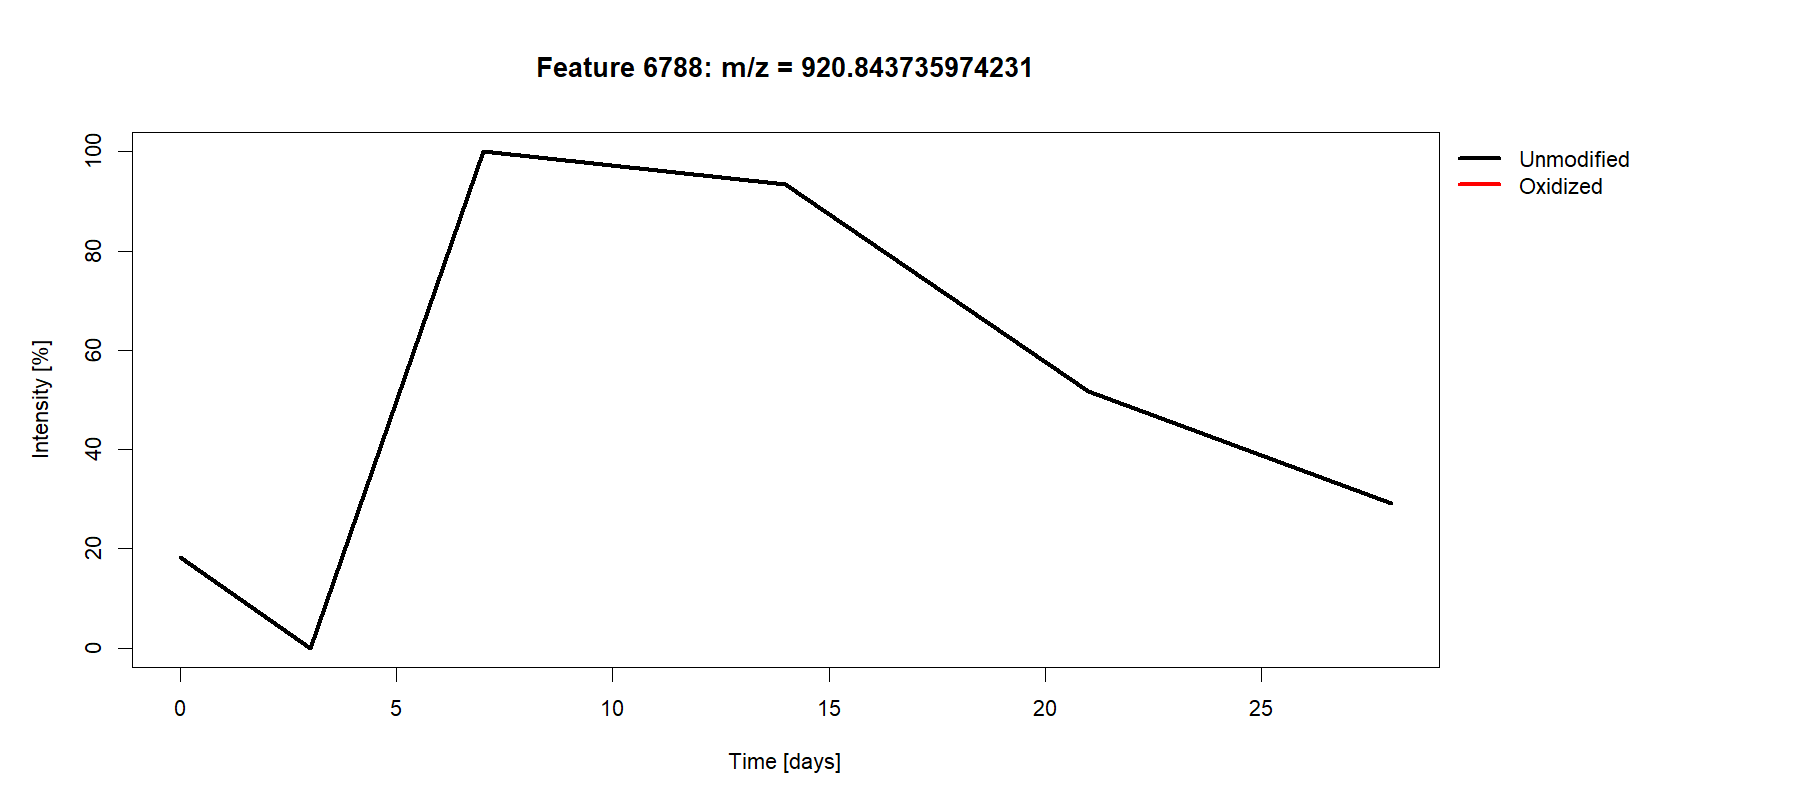 Feature 6788: m/z = 920.843735974231
Unmodified
Oxidized
Intensity [%]
100
80
60
40
20
0
0 5 10 15 20 25
Time [days]